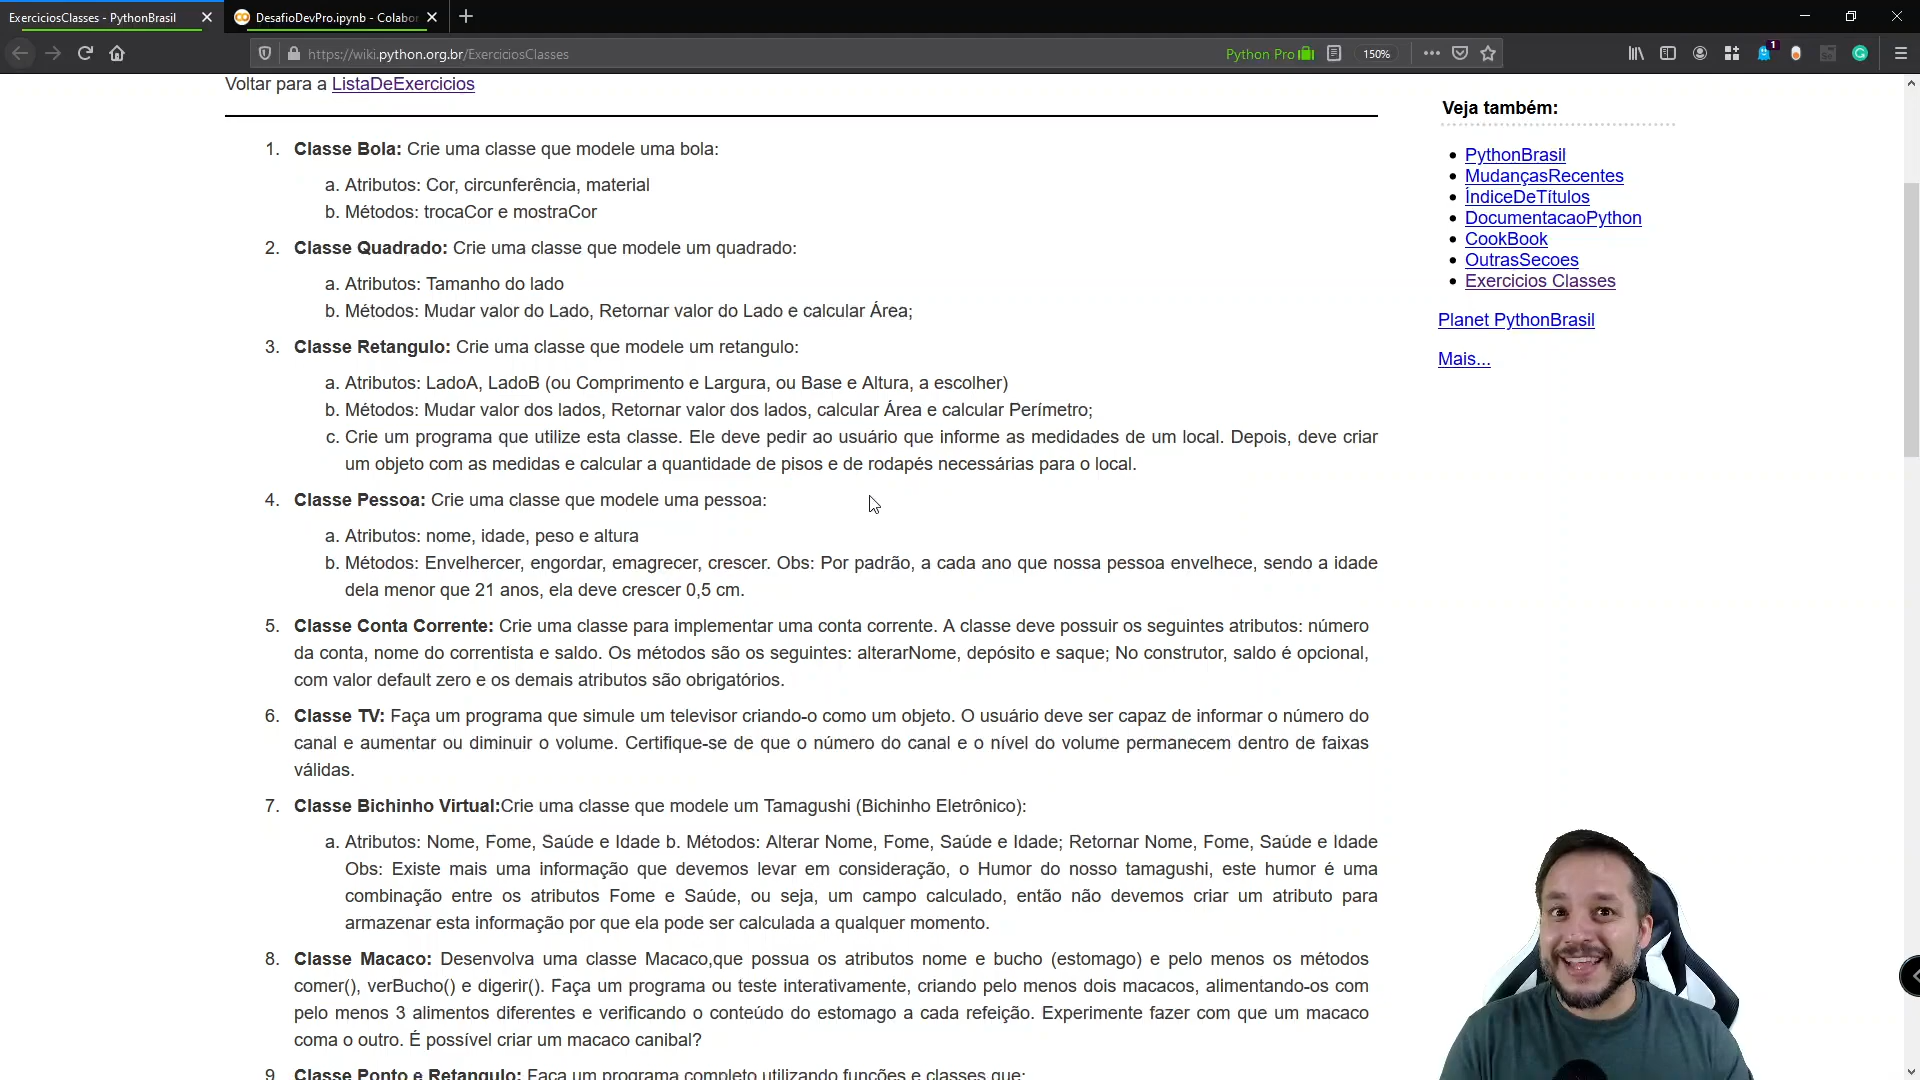 ExerciciosClasses - PythonBrasil
DesafioDevPro.ipynb - Colabor
https://wiki.python.org.br/ExerciciosClasses
Python Pro
150%
1
Voltar para a ListaDeExercicios
1. Classe Bola: Crie uma classe que modele uma bola:
a. Atributos: Cor, circunferência, material
b. Métodos: trocaCor e mostraCor
2. Classe Quadrado: Crie uma classe que modele um quadrado:
a. Atributos: Tamanho do lado
b. Métodos: Mudar valor do Lado, Retornar valor do Lado e calcular Área;
3. Classe Retangulo: Crie uma classe que modele um retangulo:
a. Atributos: LadoA, LadoB (ou Comprimento e Largura, ou Base e Altura, a escolher)
b. Métodos: Mudar valor dos lados, Retornar valor dos lados, calcular Área e calcular Perímetro;
c. Crie um programa que utilize esta classe. Ele deve pedir ao usuário que informe as medidades de um local. Depois, deve criar
um objeto com as medidas e calcular a quantidade de pisos e de rodapés necessárias para o local.
4. Classe Pessoa: Crie uma classe que modele uma pessoa:
a. Atributos: nome, idade, peso e altura
b. Métodos: Envelhercer, engordar, emagrecer, crescer. Obs: Por padrão, a cada ano que nossa pessoa envelhece, sendo a idade
dela menor que 21 anos, ela deve crescer 0,5 cm.
5. Classe Conta Corrente: Crie uma classe para implementar uma conta corrente. A classe deve possuir os seguintes atributos: número
da conta, nome do correntista e saldo. Os métodos são os seguintes: alterarNome, depósito e saque; No construtor, saldo é opcional,
com valor default zero e os demais atributos são obrigatórios.
6. Classe TV: Faça um programa que simule um televisor criando-o como um objeto. O usuário deve ser capaz de informar o número do
canal e aumentar ou diminuir o volume. Certifique-se de que o número do canal e o nível do volume permanecem dentro de faixas
válidas.
7. Classe Bichinho Virtual:Crie uma classe que modele um Tamagushi (Bichinho Eletrônico):
a. Atributos: Nome, Fome, Saúde e Idade b. Métodos: Alterar Nome, Fome, Saúde e Idade; Retornar Nome, Fome, Saúde e Idade
Obs: Existe mais uma informação que devemos levar em consideração, o Humor do nosso tamagushi, este humor é uma
combinação entre os atributos Fome e Saúde, ou seja, um campo calculado, então não devemos criar um atributo para
armazenar esta informação por que ela pode ser calculada a qualquer momento.
8. Classe Macaco: Desenvolva uma classe Macaco,que possua os atributos nome e bucho (estomago) e pelo menos os métodos
comer(), verBucho() e digerir(). Faça um programa ou teste interativamente, criando pelo menos dois macacos, alimentando-os com
pelo menos 3 alimentos diferentes e verificando o conteúdo do estomago a cada refeição. Experimente fazer com que um macaco
coma o outro. É possível criar um macaco canibal?
9. Classe Ponto e Retangulo: Faça um programa completo utilizando funções e classes que:
Veja também:
PythonBrasil
MudançasRecentes
ÍndiceDeTítulos
DocumentacaoPython
CookBook
OutrasSecoes
Exercicios Classes
Planet PythonBrasil
Mais...